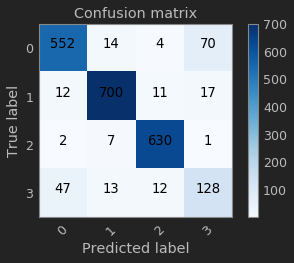 Confusion matrix
0 552 14 4 70
1 12 700 11 17
2 2 7 630 1
3 47 13 12 128
0 1 2 3
True label
Predicted label
700
600
500
400
300
200
100